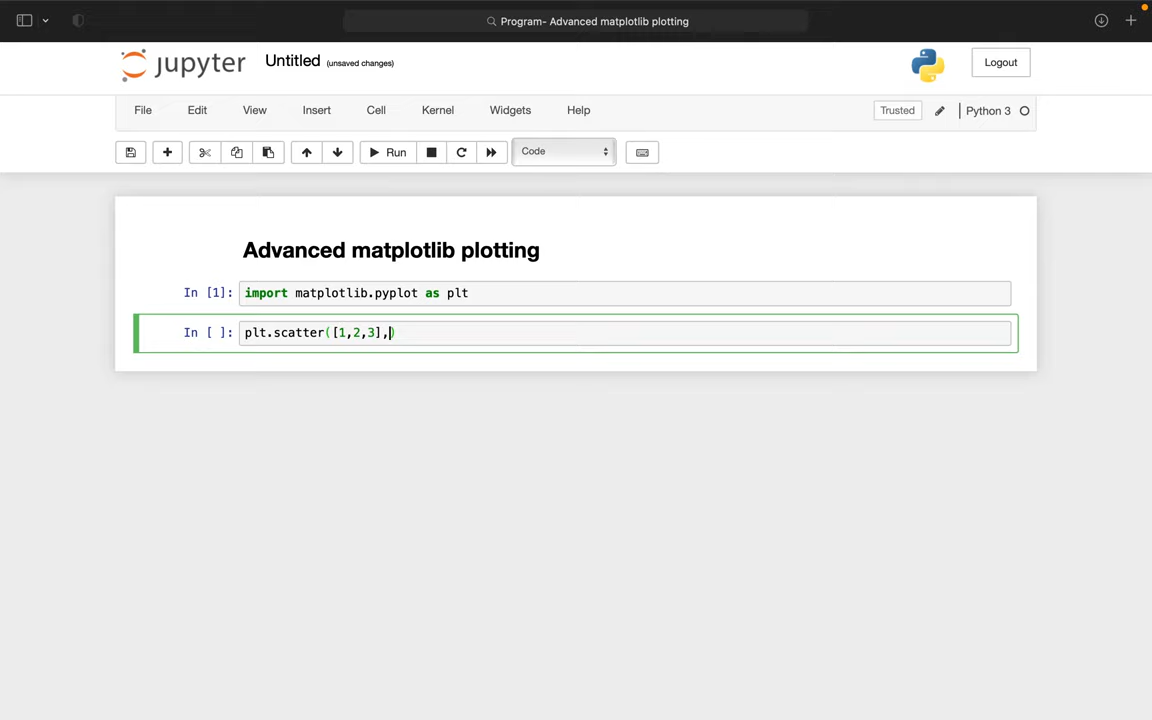 Program- Advanced matplotlib plotting
jupyter Untitled (unsaved changes) Logout
File Edit View Insert Cell Kernel Widgets Help Trusted Python 3
Run Code
Advanced matplotlib plotting
In [1]: import matplotlib.pyplot as plt
In [ ]: plt.scatter([1,2,3],)